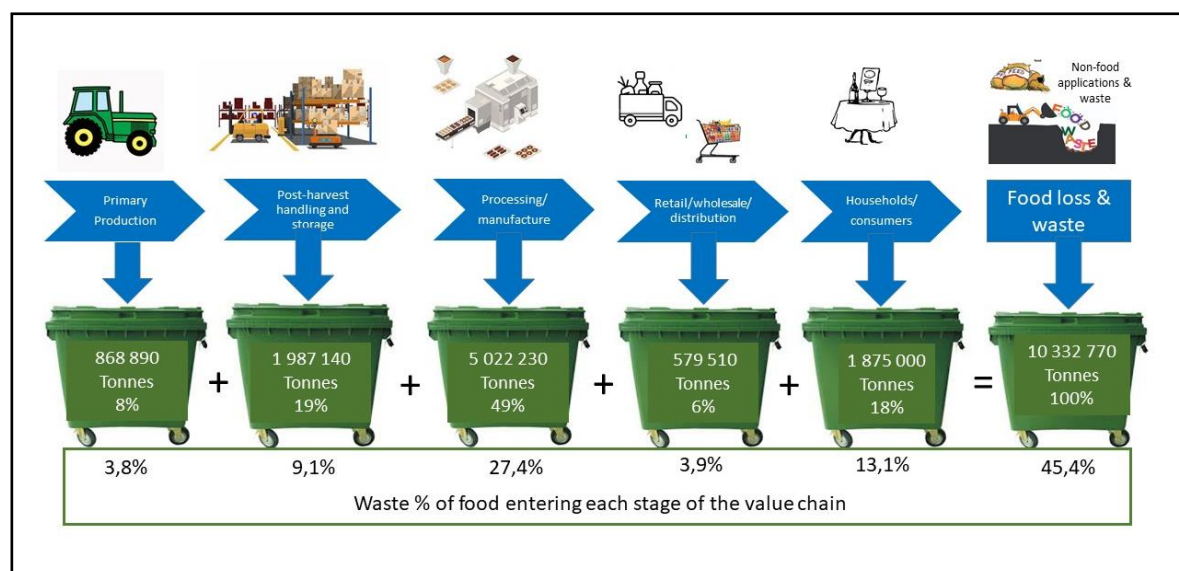 Non-food
applications &
waste
FEED
FOOD
WASTE
Primary
Production
Post-harvest
handling and
storage
Processing/
manufacture
Retail/wholesale/
distribution
Households/
consumers
Food loss &
waste
868 890
Tonnes
8%
+
1 987 140
Tonnes
19%
+
5 022 230
Tonnes
49%
+
579 510
Tonnes
6%
+
1 875 000
Tonnes
18%
=
10 332 770
Tonnes
100%
3,8%
9,1%
27,4%
3,9%
13,1%
45,4%
Waste % of food entering each stage of the value chain